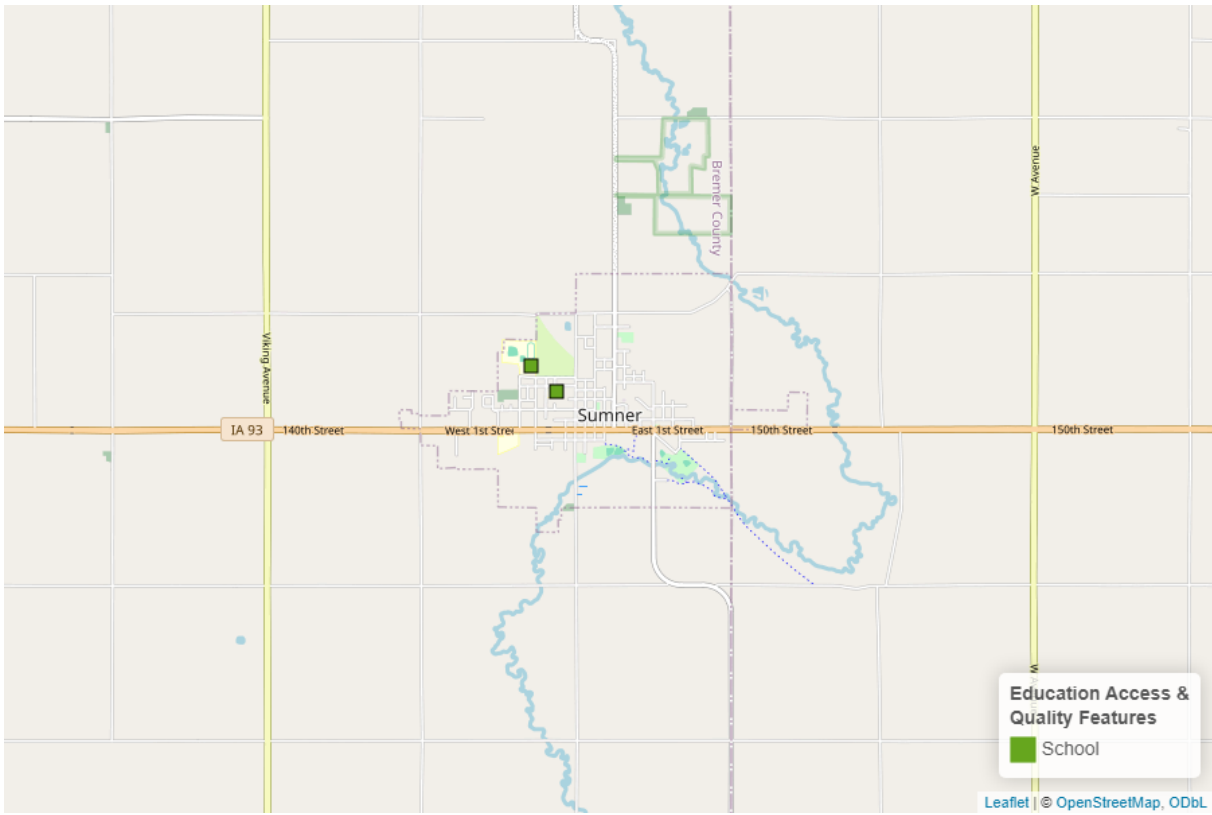 W Avenue
Bremer County
Viking Avenue
Sumner
IA 93
140th Street
West 1st Stre
East 1st Street
150th Street
150th Street
Education Access &
Quality Features
School
Leaflet | © OpenStreetMap, ODbL